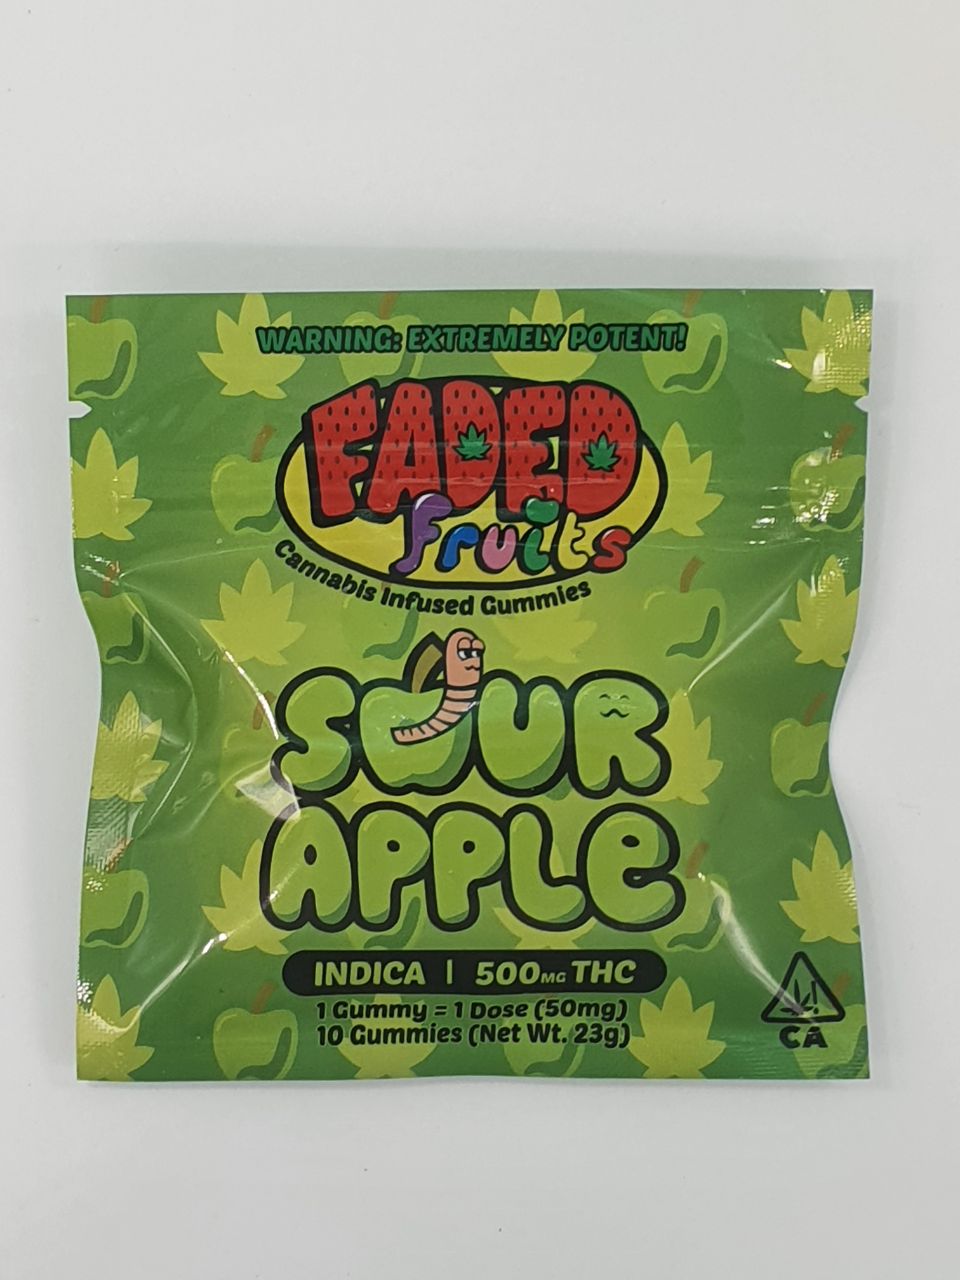 WARNING: EXTREMELY POTENT!
FADED
fruits
Cannabis Infused Gummies
SOUR
APPLE
INDICA | 500MG THC
1 Gummy = 1 Dose (50mg)
10 Gummies (Net Wt. 23g)
!
CA